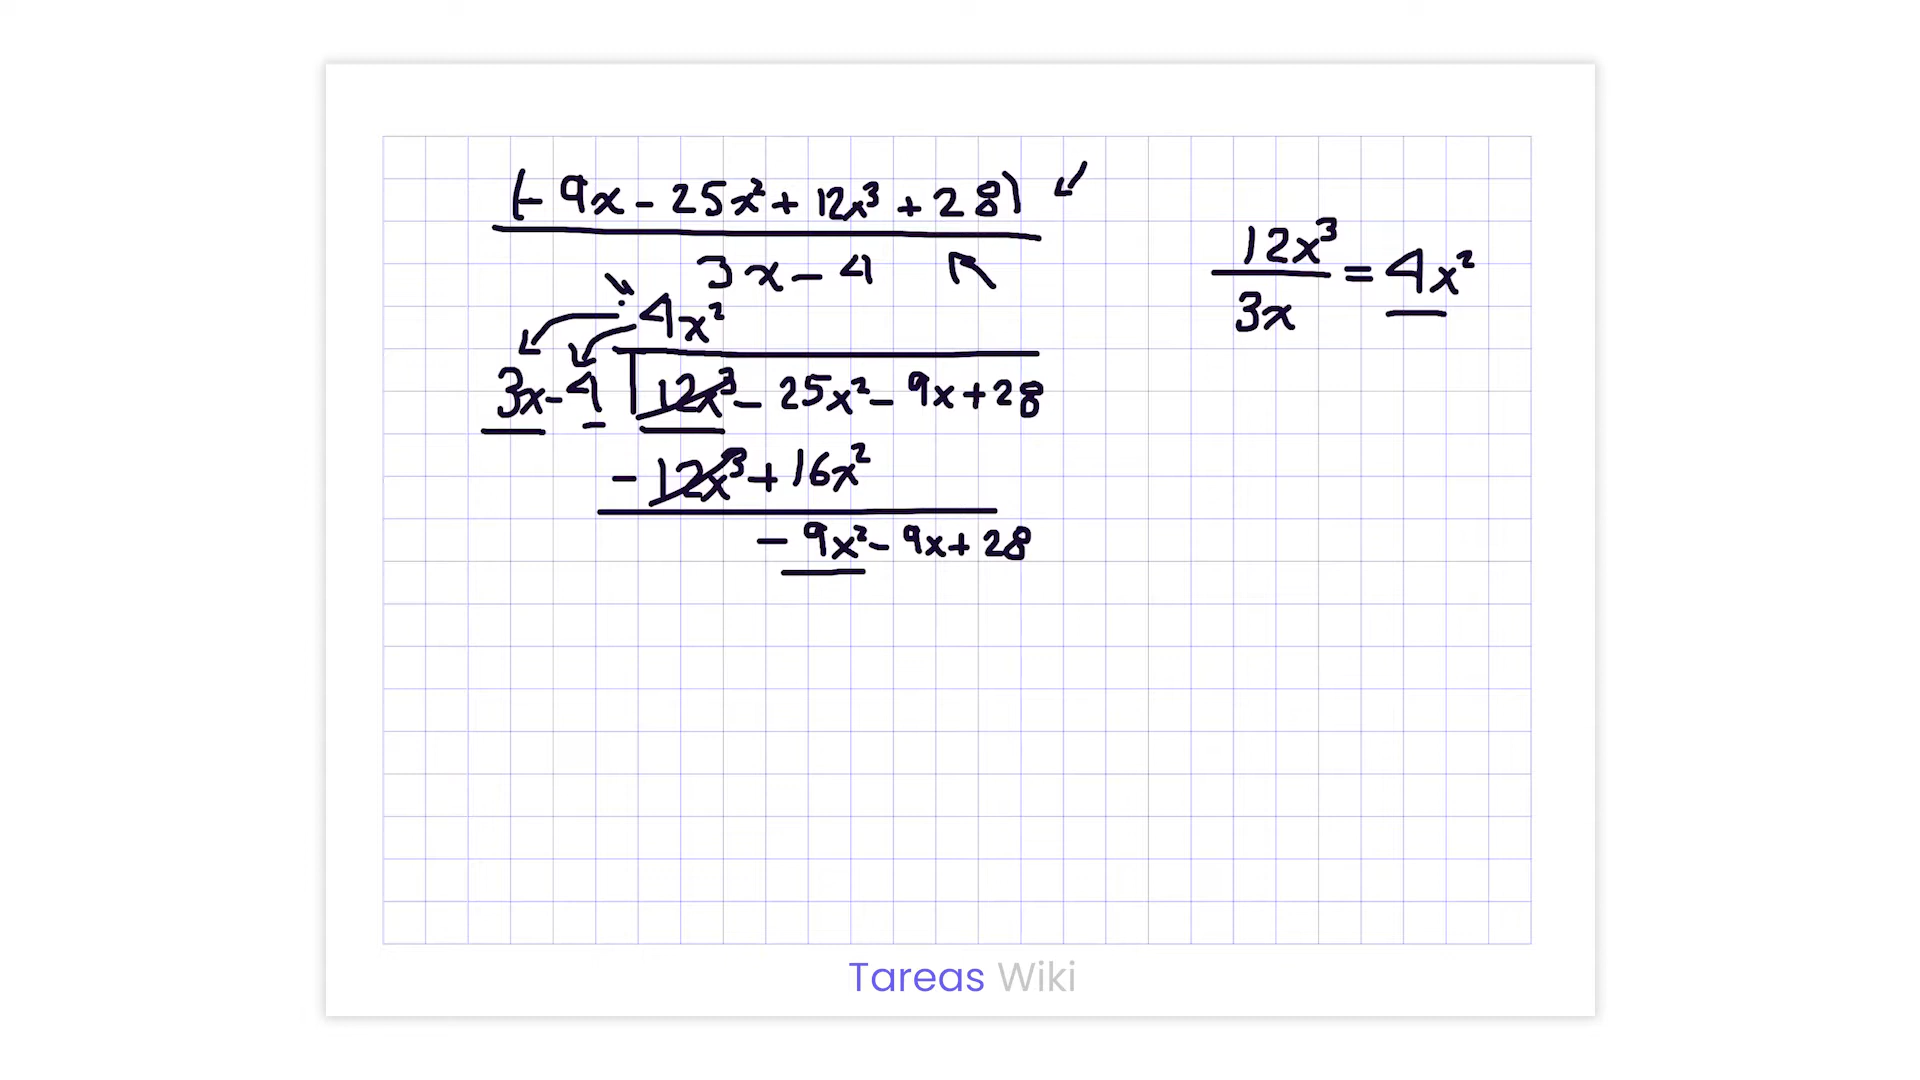 (- 9x - 25x² + 12x³ + 28)
3x - 4
12x³
3x
= 4x²
4x²
3x - 4 12x³ - 25x² - 9x + 28
- 12x³ + 16x²
- 9x² - 9x + 28
Tareas Wiki